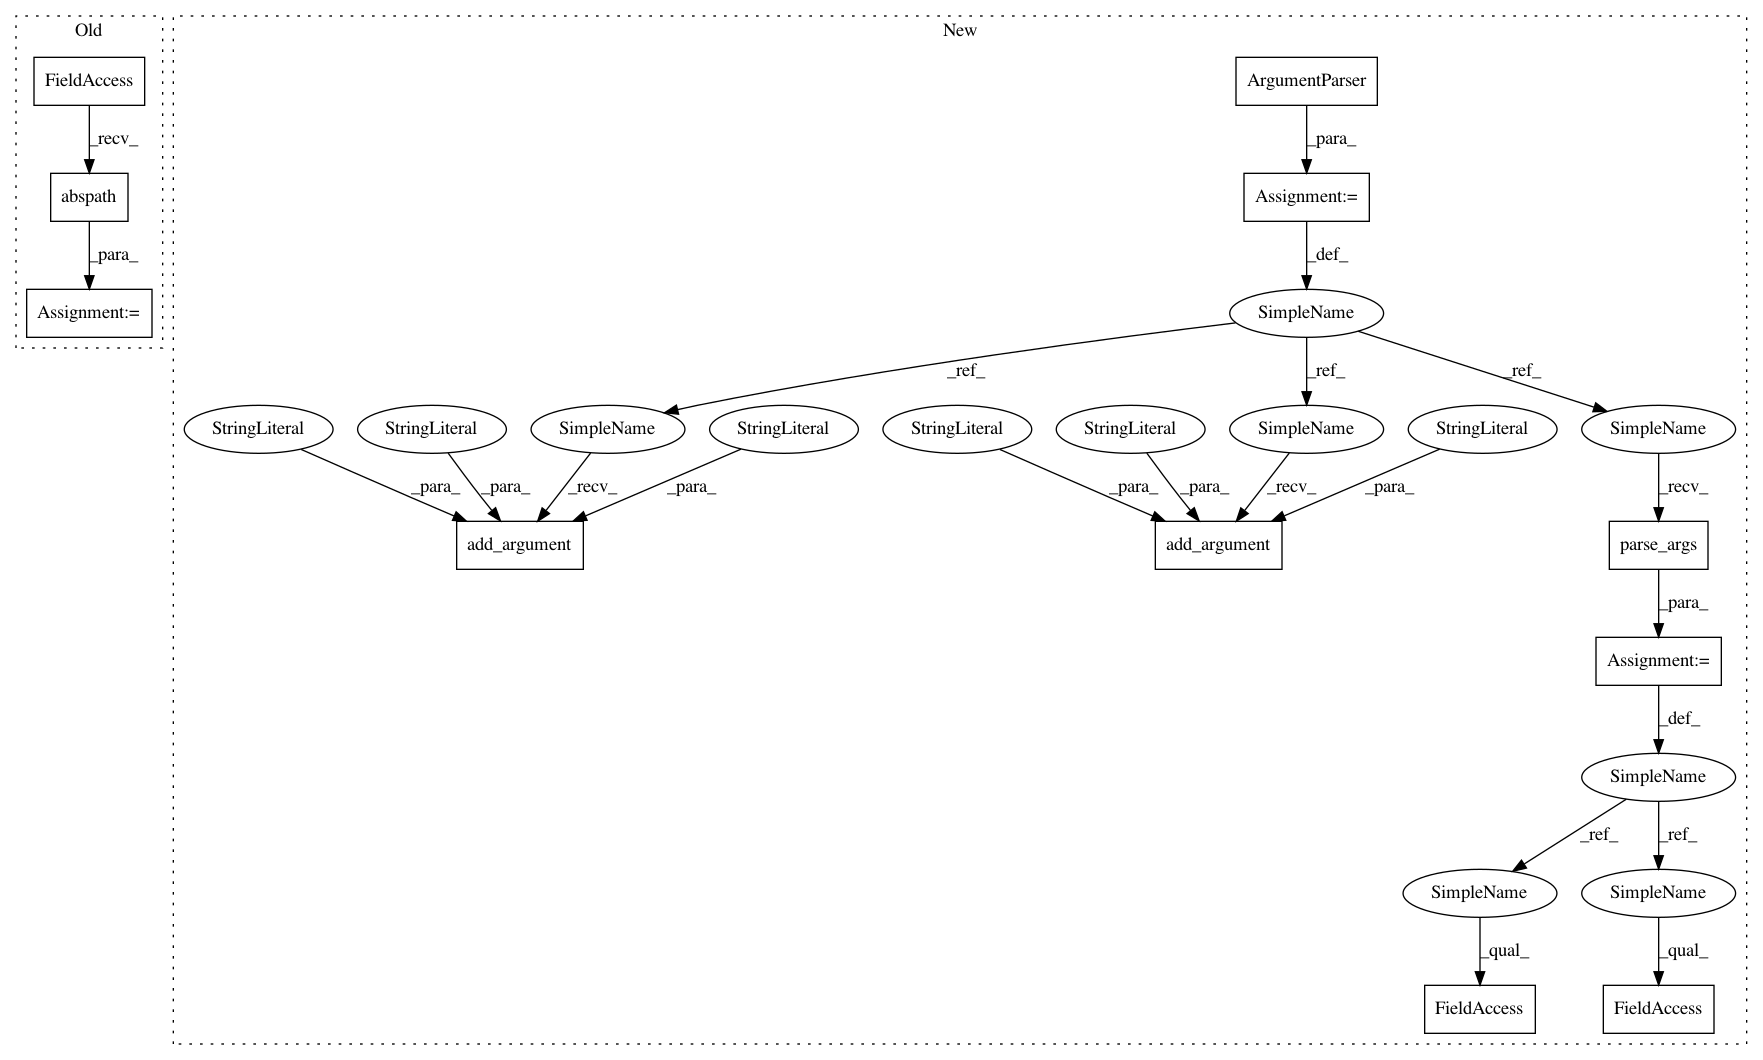 Old
New
FieldAccess
ArgumentParser
_recv_
_para_
abspath
Assignment:=
_para_
_def_
Assignment:=
SimpleName
_ref_
_ref_
_ref_
StringLiteral
StringLiteral
SimpleName
StringLiteral
StringLiteral
StringLiteral
SimpleName
StringLiteral
SimpleName
_para_
_para_
_recv_
_para_
_para_
_para_
_recv_
_para_
_recv_
add_argument
add_argument
parse_args
_para_
Assignment:=
_def_
SimpleName
_ref_
_ref_
SimpleName
SimpleName
_qual_
_qual_
FieldAccess
FieldAccess